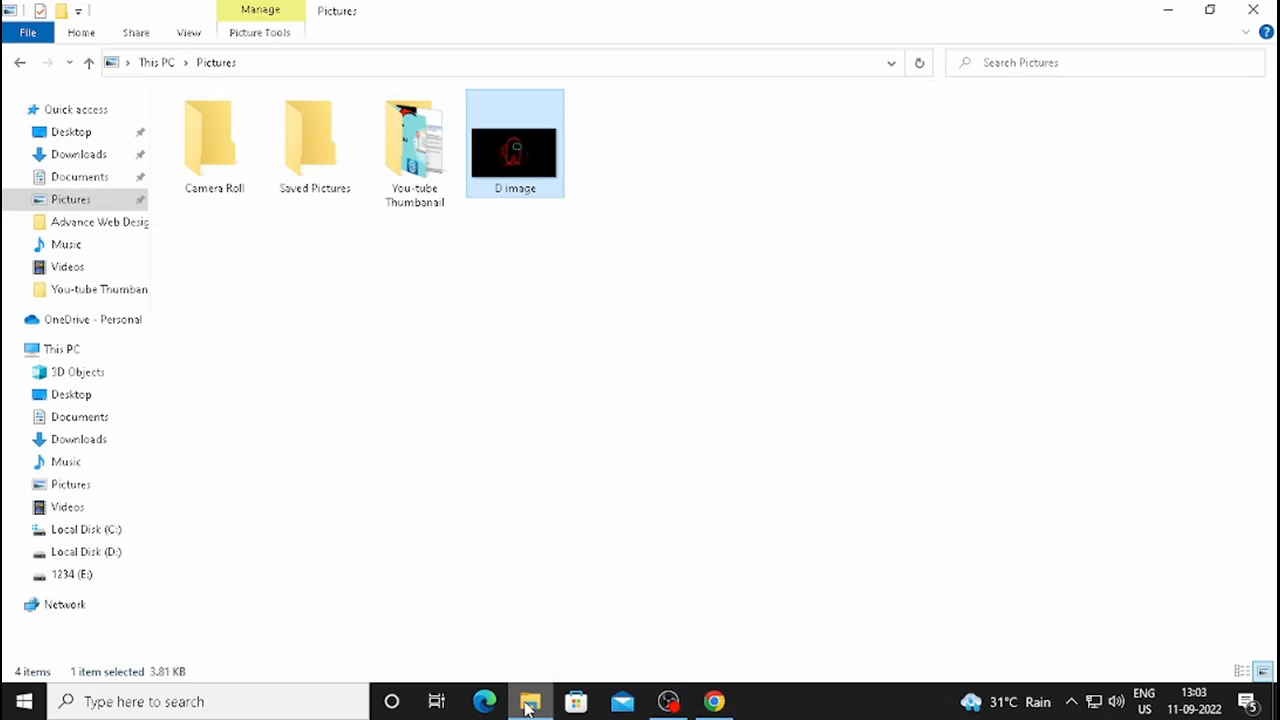 Manage
Pictures
File
Home
Share
View
Picture Tools
This PC
Pictures
Search Pictures
Quick access
Desktop
Downloads
Documents
Pictures
Advance Web Desig
Music
Videos
You-tube Thumban
OneDrive - Personal
This PC
3D Objects
Desktop
Documents
Downloads
Music
Pictures
Videos
Local Disk (C:)
Local Disk (D:)
1234 (E:)
Network
Camera Roll
Saved Pictures
You-tube
Thumbanail
D image
4 items
1 item selected 3.81 KB
Type here to search
31°C Rain
ENG
US
13:03
11-09-2022
5